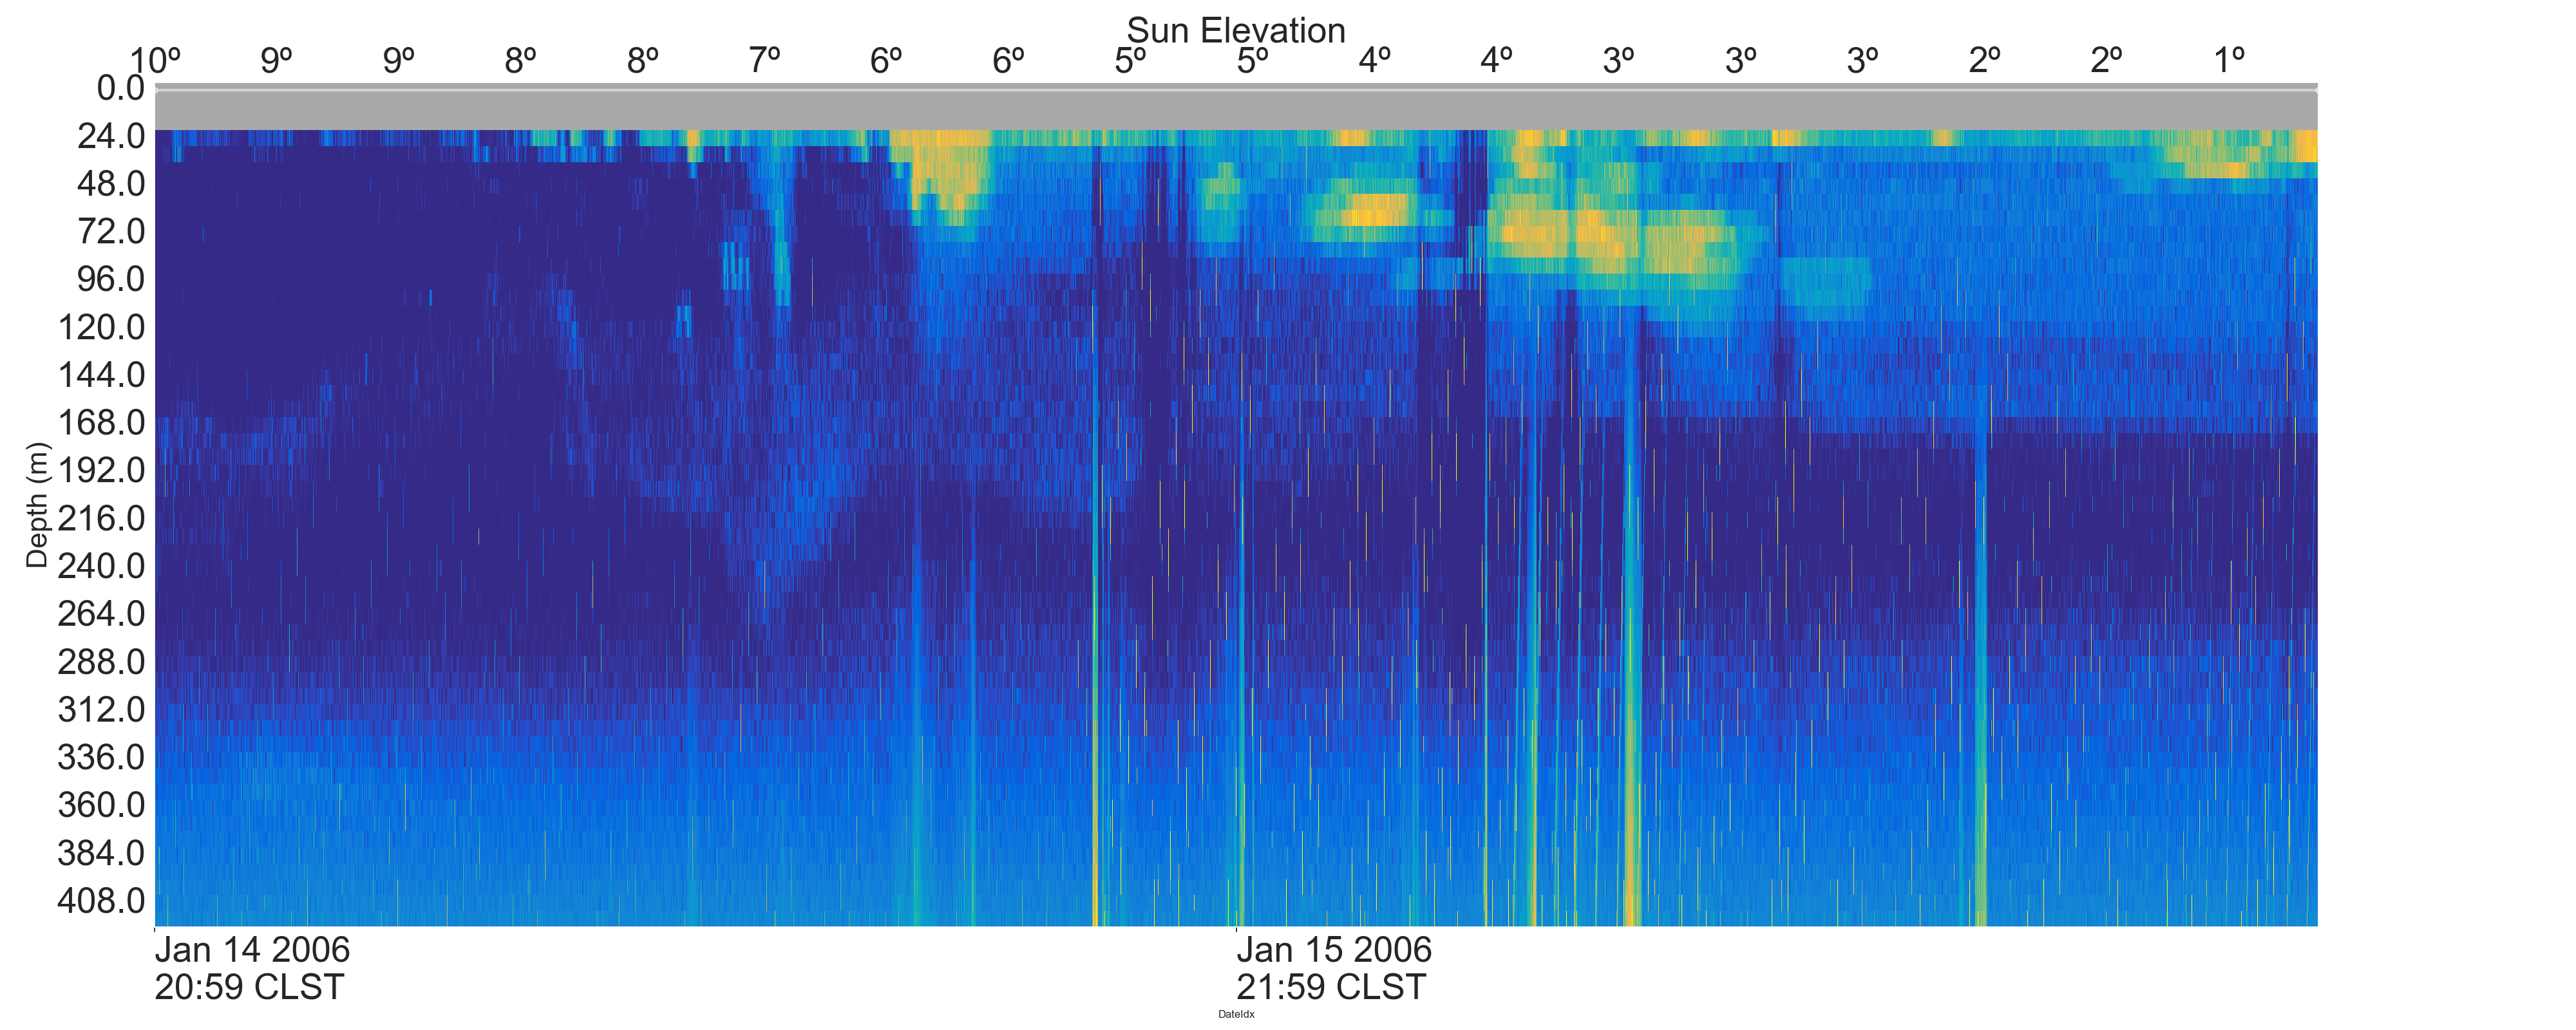 Sun Elevation
10º 9º 9º 8º 8º 7º 6º 6º 5º 5º 4º 4º 3º 3º 3º 2º 2º 1º
0.0
24.0
48.0
72.0
96.0
120.0
144.0
168.0
192.0
216.0
240.0
264.0
288.0
312.0
336.0
360.0
384.0
408.0
Depth (m)
Jan 14 2006
20:59 CLST
Jan 15 2006
21:59 CLST
DateIdx